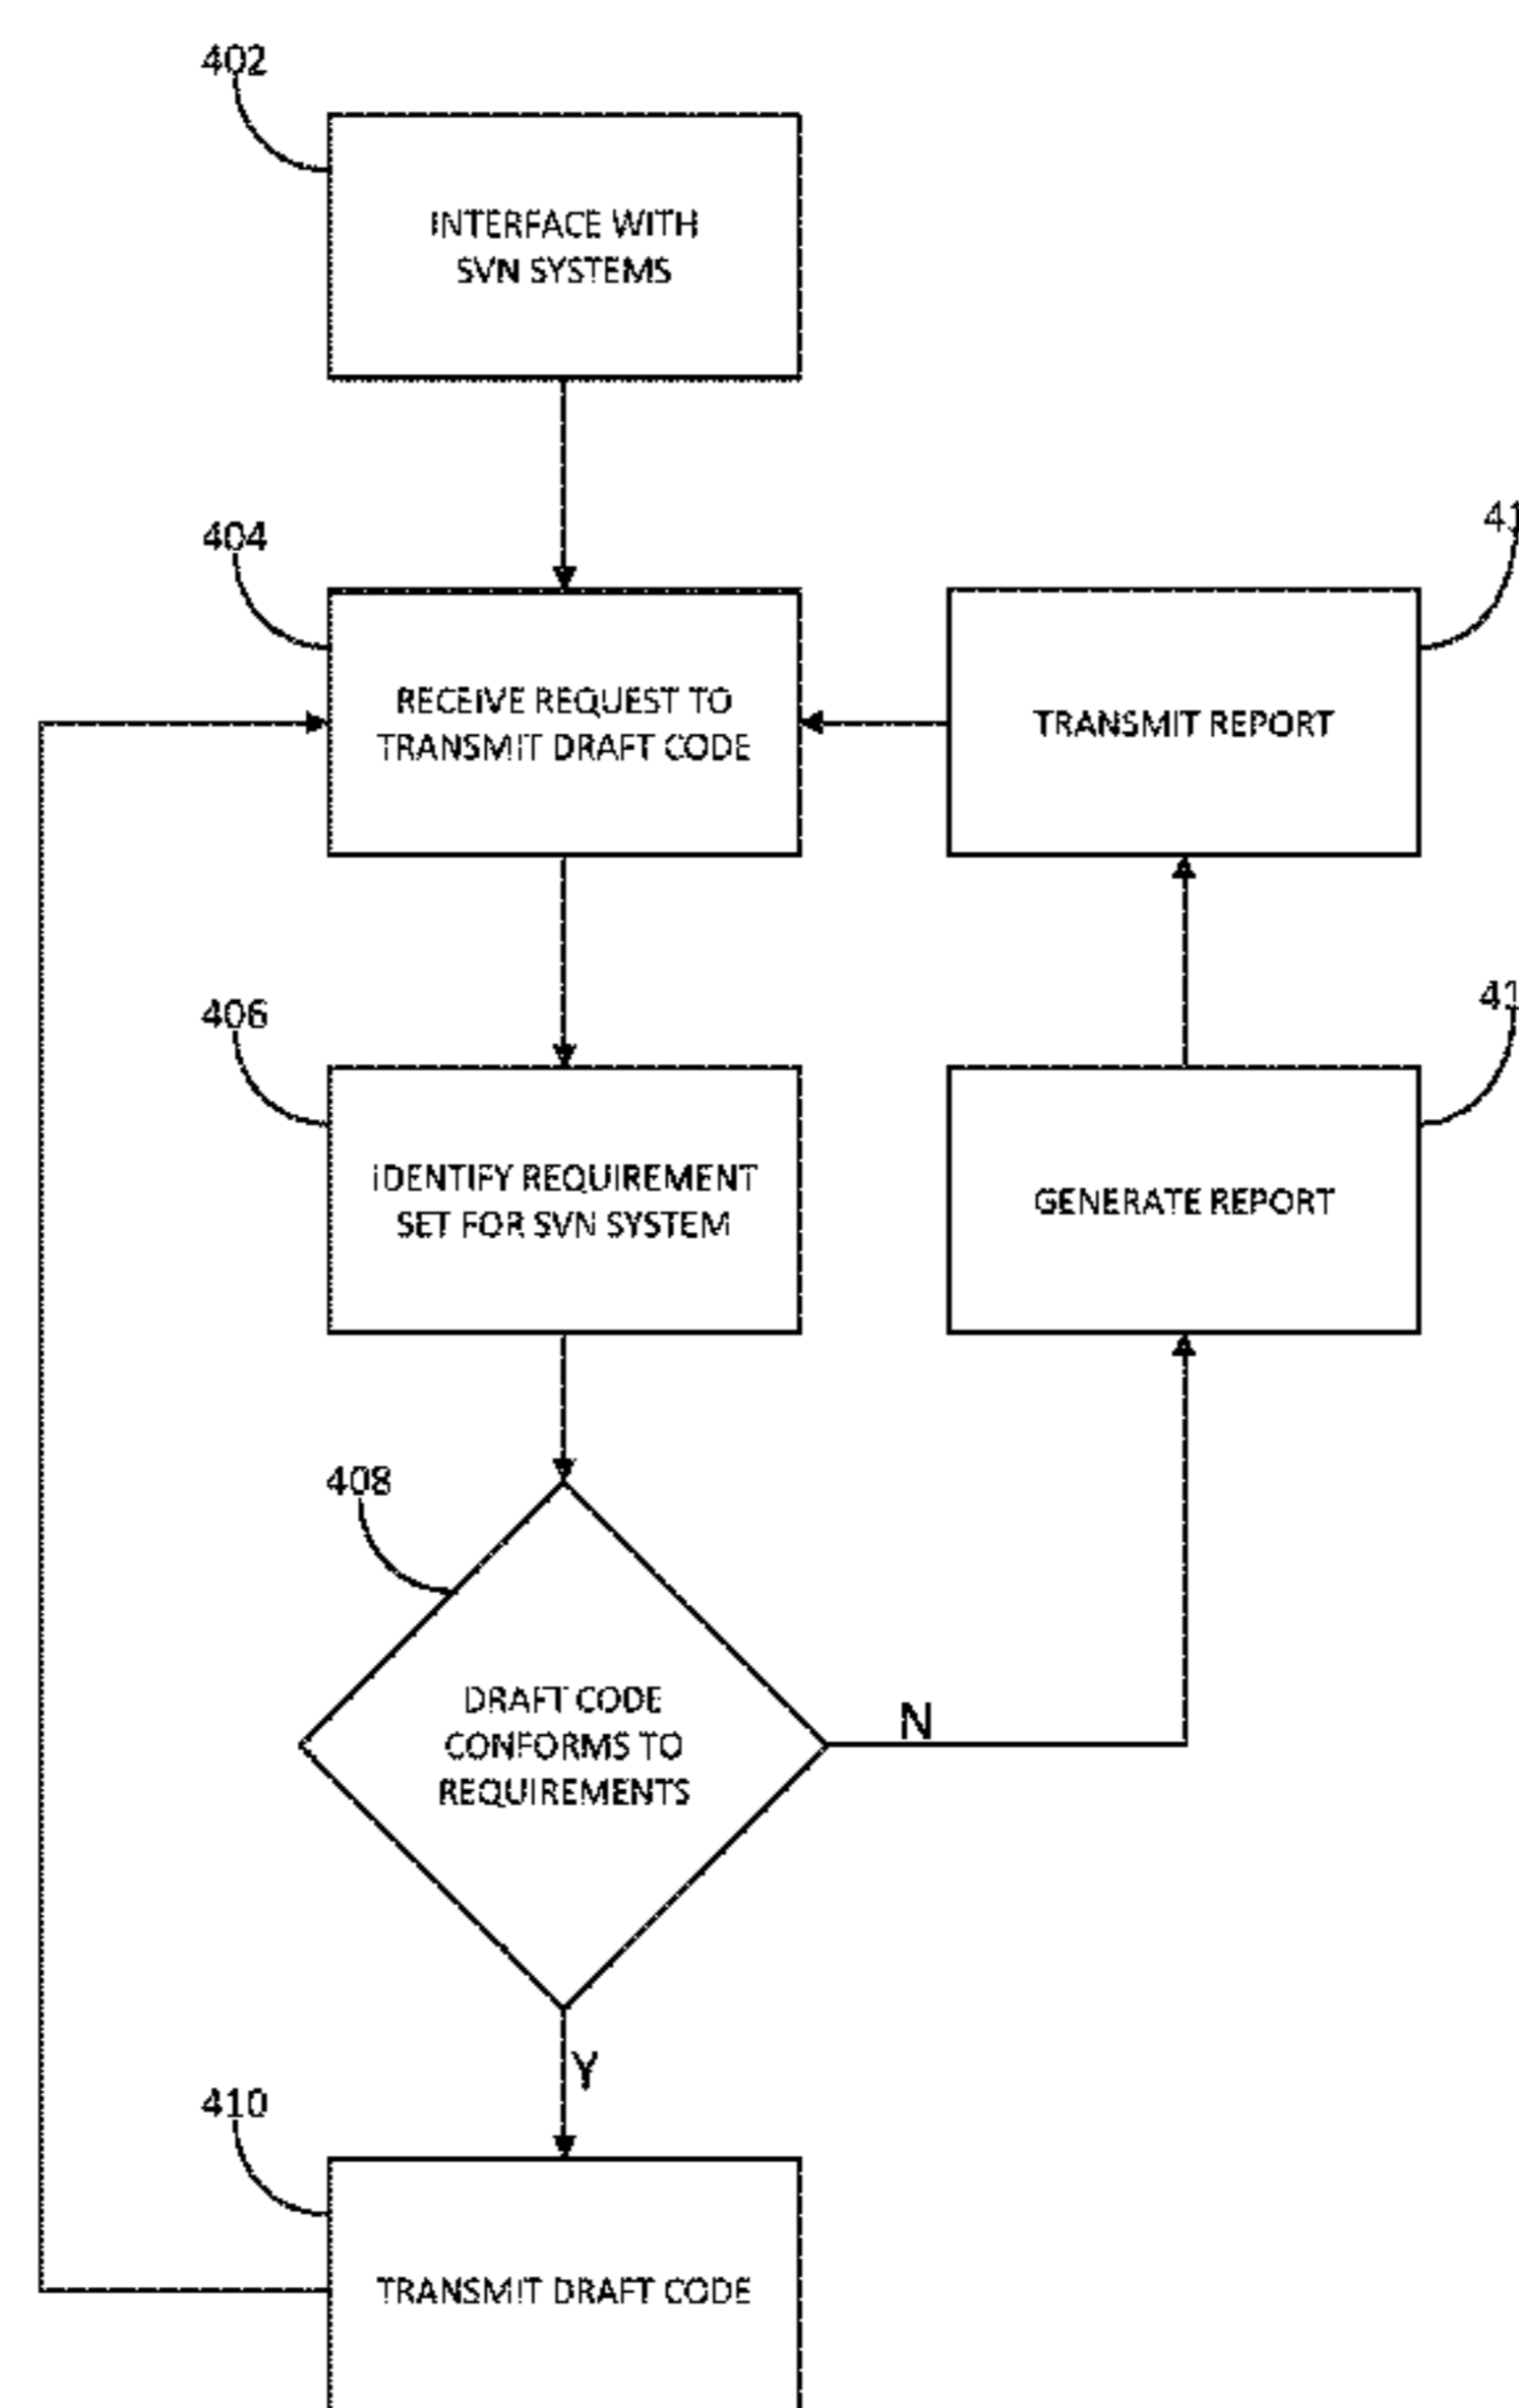 402
INTERFACE WITH
SVN SYSTEMS
404
RECEIVE REQUEST TO
TRANSMIT DRAFT CODE
TRANSMIT REPORT
406
IDENTIFY REQUIREMENT
SET FOR SVN SYSTEM
GENERATE REPORT
408
DRAFT CODE
CONFORMS TO
REQUIREMENTS
N
Y
410
TRANSMIT DRAFT CODE